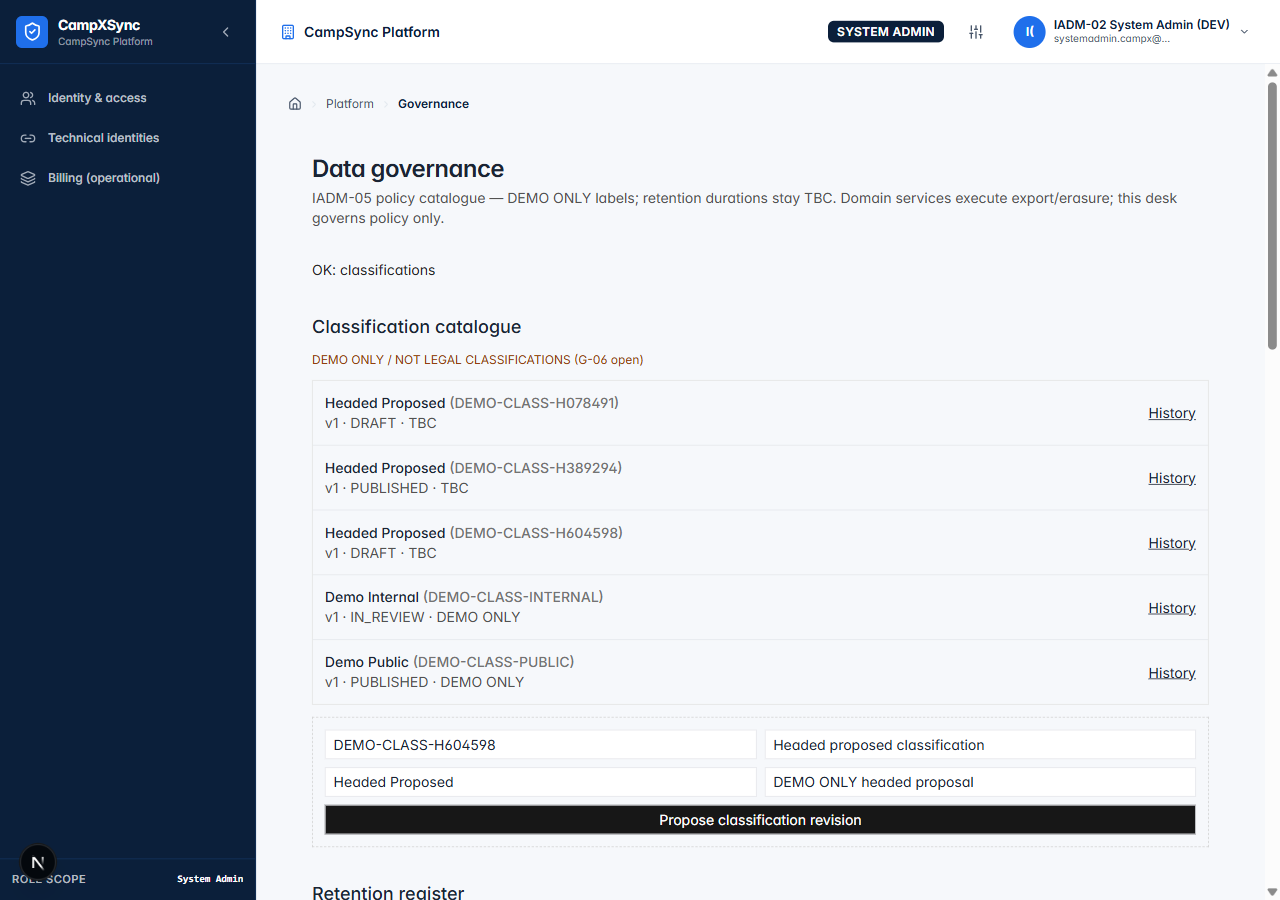 CampXSync
CampSync Platform
Identity & access
Technical identities
Billing (operational)
N
ROLE SCOPE
System Admin
CampSync Platform
SYSTEM ADMIN
I(
IADM-02 System Admin (DEV)
systemadmin.campx@...
Platform
Governance
Data governance
IADM-05 policy catalogue — DEMO ONLY labels; retention durations stay TBC. Domain services execute export/erasure; this desk
governs policy only.
OK: classifications
Classification catalogue
DEMO ONLY / NOT LEGAL CLASSIFICATIONS (G-06 open)
Headed Proposed (DEMO-CLASS-H078491)
v1 · DRAFT · TBC
History
Headed Proposed (DEMO-CLASS-H389294)
v1 · PUBLISHED · TBC
History
Headed Proposed (DEMO-CLASS-H604598)
v1 · DRAFT · TBC
History
Demo Internal (DEMO-CLASS-INTERNAL)
v1 · IN_REVIEW · DEMO ONLY
History
Demo Public (DEMO-CLASS-PUBLIC)
v1 · PUBLISHED · DEMO ONLY
History
DEMO-CLASS-H604598
Headed proposed classification
Headed Proposed
DEMO ONLY headed proposal
Propose classification revision
Retention register